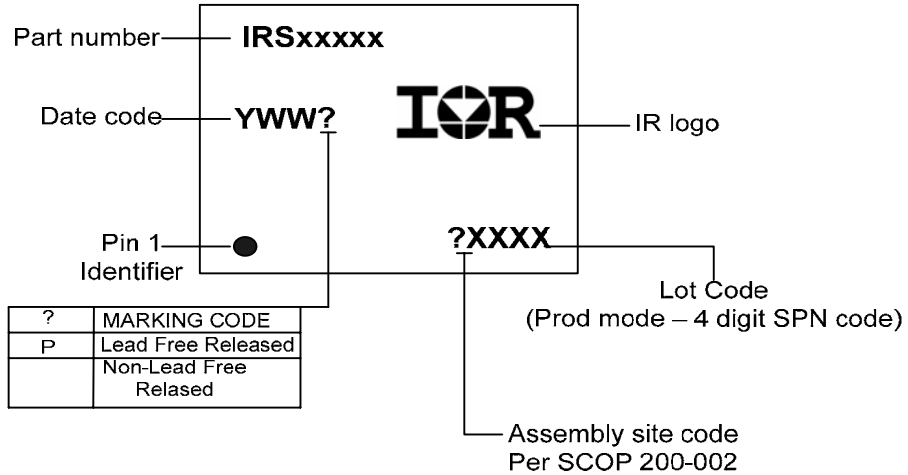 Part number
IRSxxxxx
Date code
YWW?
IOR
IR logo
Pin 1
Identifier
?XXXX
Lot Code
(Prod mode – 4 digit SPN code)
? MARKING CODE
P Lead Free Released
Non-Lead Free
Relased
Assembly site code
Per SCOP 200-002